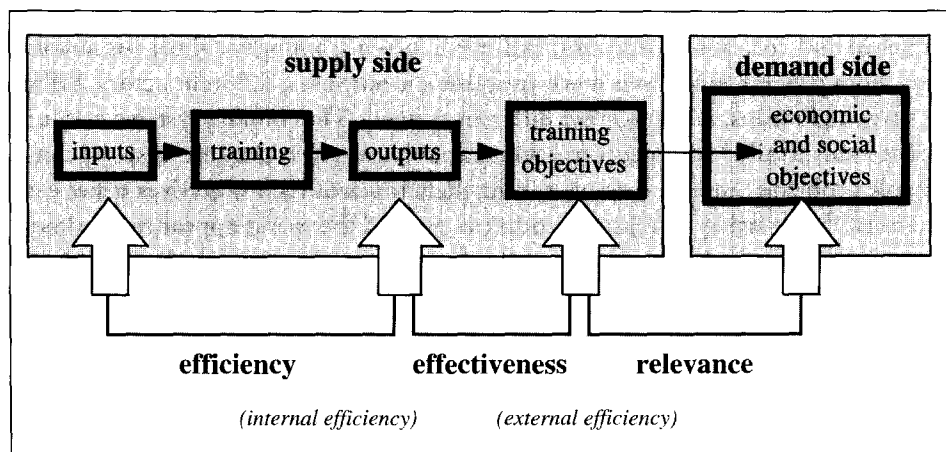 supply side
demand side
inputs
training
outputs
training
objectives
economic
and social
objectives
efficiency
effectiveness
relevance
(internal efficiency)
(external efficiency)